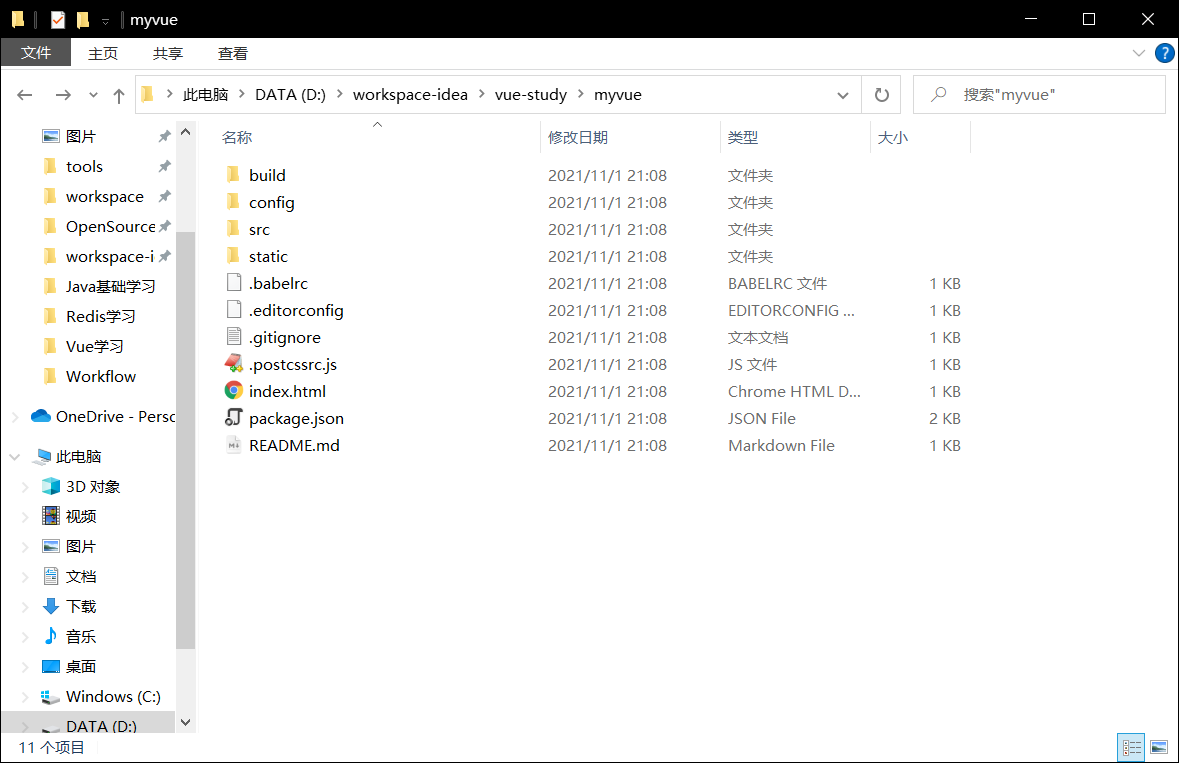 myvue
文件 主页 共享 查看
此电脑 DATA (D:) workspace-idea vue-study myvue 搜索"myvue"
图片
tools
workspace
OpenSource
workspace-i
Java基础学习
Redis学习
Vue学习
Workflow
OneDrive - Persc
此电脑
3D 对象
视频
图片
文档
下载
音乐
桌面
Windows (C:)
DATA (D:)
名称 修改日期 类型 大小
build 2021/11/1 21:08 文件夹
config 2021/11/1 21:08 文件夹
src 2021/11/1 21:08 文件夹
static 2021/11/1 21:08 文件夹
.babelrc 2021/11/1 21:08 BABELRC 文件 1 KB
.editorconfig 2021/11/1 21:08 EDITORCONFIG ... 1 KB
.gitignore 2021/11/1 21:08 文本文档 1 KB
.postcssrc.js 2021/11/1 21:08 JS 文件 1 KB
index.html 2021/11/1 21:08 Chrome HTML D... 1 KB
package.json 2021/11/1 21:08 JSON File 2 KB
README.md 2021/11/1 21:08 Markdown File 1 KB
11 个项目